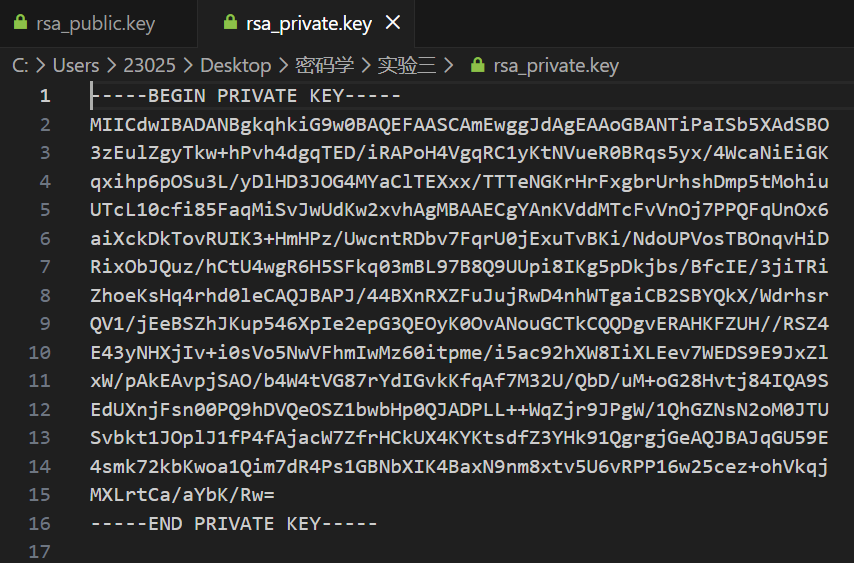 rsa_public.key
rsa_private.key
C: > Users > 23025 > Desktop > 密码学 > 实验三 > rsa_private.key
1 -----BEGIN PRIVATE KEY-----
2 MIICdwIBADANBgkqhkiG9w0BAQEFAASCAmEwggJdAgEAAoGBANTiPaISb5XAdSBO
3 3zEulZgyTkw+hPvh4dgqTED/iRAPoH4VgqRC1yKtNVueR0BRqs5yx/4WcaNiEiGK
4 qxihp6pOSu3L/yDlHD3JOG4MYaClTEXxx/TTTeNGKrHrFxgbrUrhshDmp5tMohiu
5 UTcL10cfi85FaqMiSvJwUdKw2xvhAgMBAAECgYAnKVddMTcFvVnOj7PPQFqUnOx6
6 aiXckDkTovRUIK3+HmHPz/UwcntRDbv7FqrU0jExuTvBKi/NdoUPVosTBOnqvHiD
7 RixObJQuz/hCtU4wgR6H5SFkq03mBL97B8Q9UUpi8IKg5pDkjbs/BfcIE/3jiTRi
8 ZhoeKsHq4rhd0leCAQJBAPJ/44BXnRXZFuJujRwD4nhWTgaiCB2SBYQkX/Wdrhsr
9 QV1/jEeBSZhJKup546XpIe2epG3QEOyK0OvANouGCTkCQQDgvERAHKFZUH//RSZ4
10 E43yNHXjIv+i0sVo5NwVFhmIwMz60itpme/i5ac92hXW8IiXLEev7WEDS9E9JxZl
11 xW/pAkEAvpjSAO/b4W4tVG87rYdIGvkKfqAf7M32U/QbD/uM+oG28Hvtj84IQA9S
12 EdUXnjFsn00PQ9hDVQeOSZ1bwbHp0QJADPLL++WqZjr9JPgW/1QhGZNsN2oM0JTU
13 Svbkt1JOplJ1fP4fAjacW7ZfrHCkUX4KYKtsdfZ3YHk91QgrgjGeAQJBAJqGU59E
14 4smk72kbKwoa1Qim7dR4Ps1GBNbXIK4BaxN9nm8xtv5U6vRPP16w25cez+ohVkqj
15 MXLrtCa/aYbK/Rw=
16 -----END PRIVATE KEY-----
17